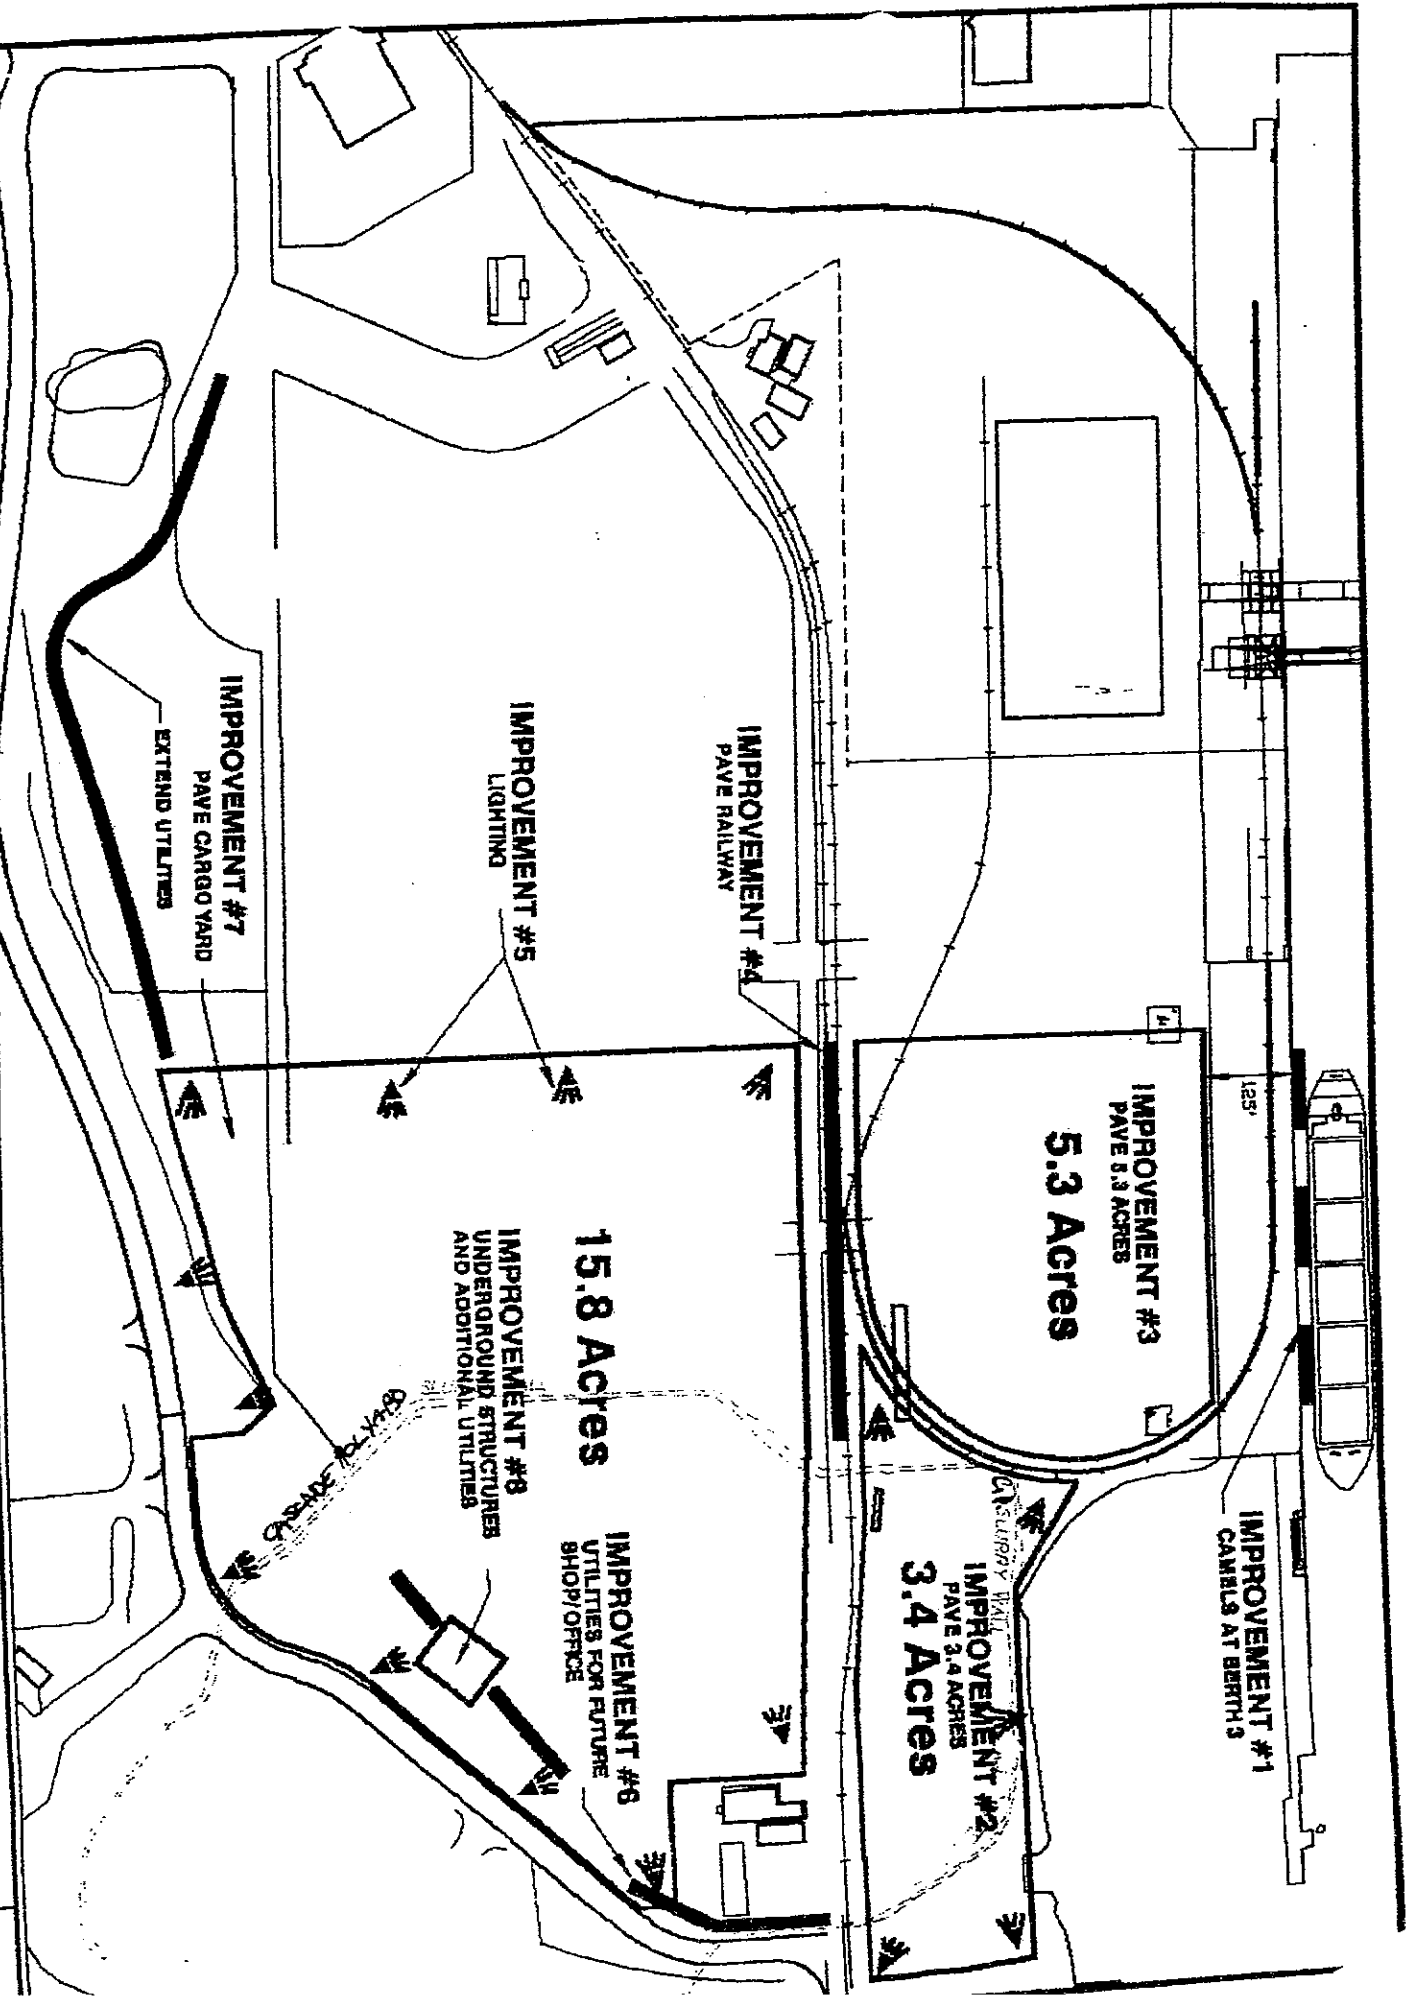 IMPROVEMENT #1
CAMELS AT BERTH 3
125'
IMPROVEMENT #3
PAVE 5.3 ACRES
5.3 Acres
IMPROVEMENT #2
PAVE 3.4 ACRES
3.4 Acres
IMPROVEMENT #4
PAVE RAILWAY
IMPROVEMENT #5
LIGHTING
15.8 Acres
IMPROVEMENT #8
UNDERGROUND STRUCTURES
AND ADDITIONAL UTILITIES
IMPROVEMENT #6
UTILITIES FOR FUTURE
SHOP/OFFICE
IMPROVEMENT #7
PAVE CARGO YARD
EXTEND UTILITIES
CASCADE
WALL